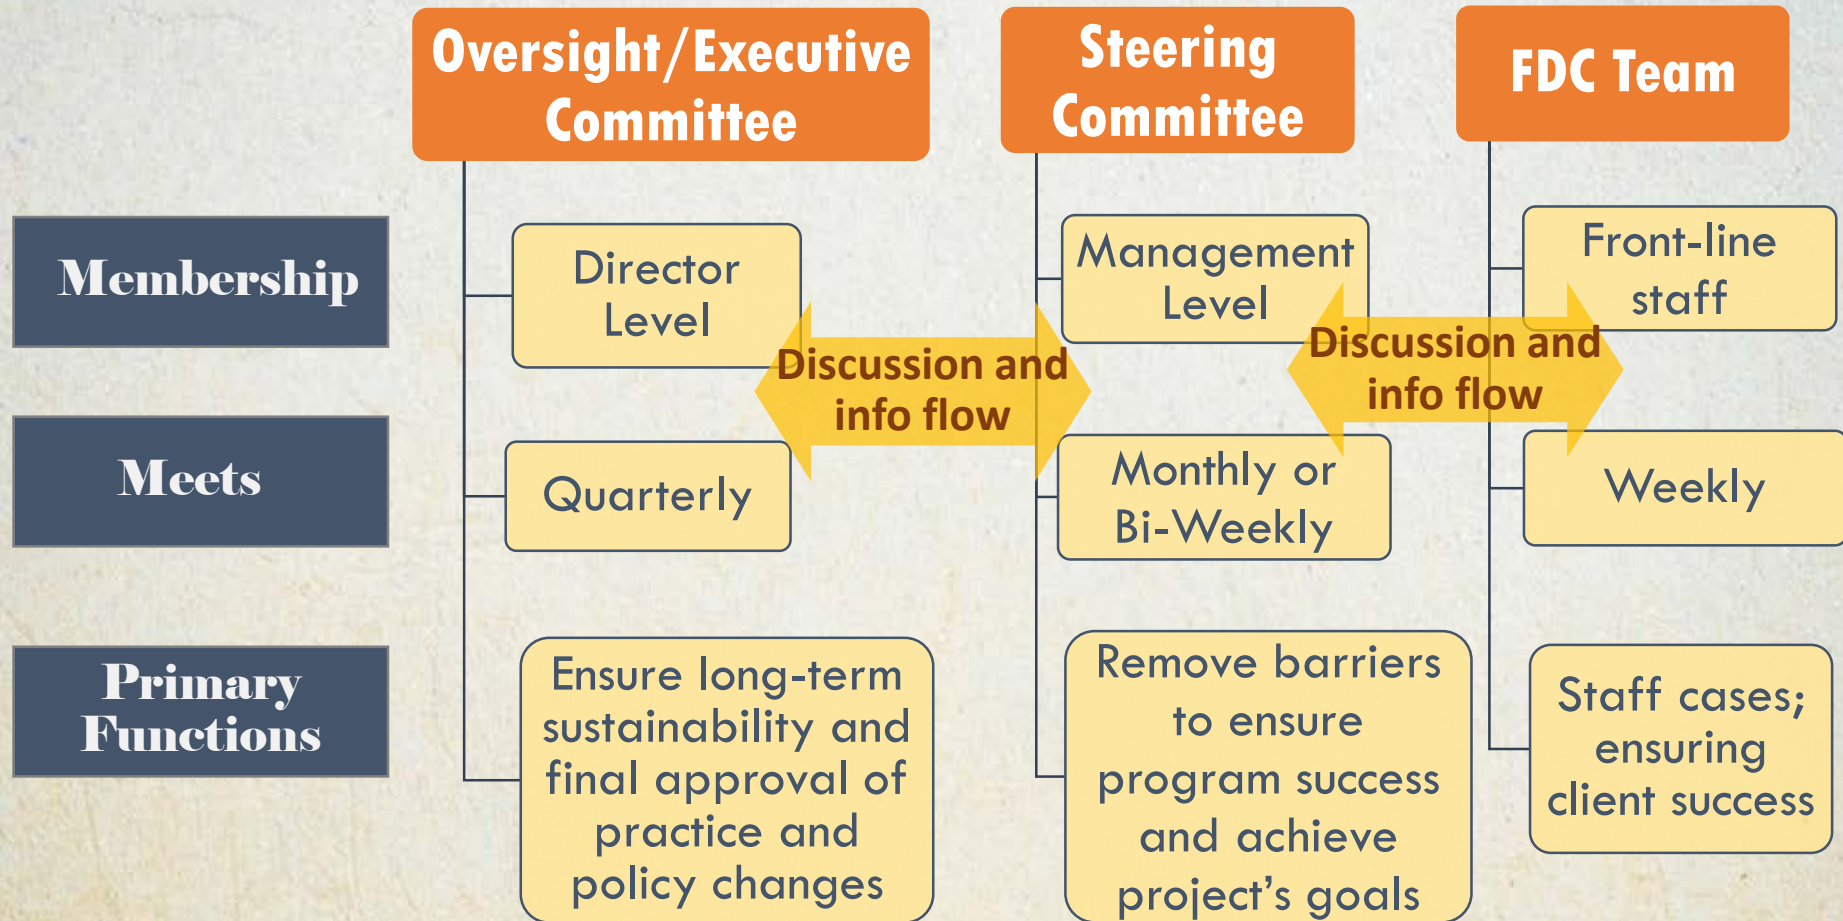 Oversight/Executive
Committee
Steering
Committee
FDC Team
Membership
Director
Level
Management
Level
Front-line
staff
Discussion and
info flow
Discussion and
info flow
Meets
Quarterly
Monthly or
Bi-Weekly
Weekly
Primary
Functions
Ensure long-term
sustainability and
final approval of
practice and
policy changes
Remove barriers
to ensure
program success
and achieve
project's goals
Staff cases;
ensuring
client success